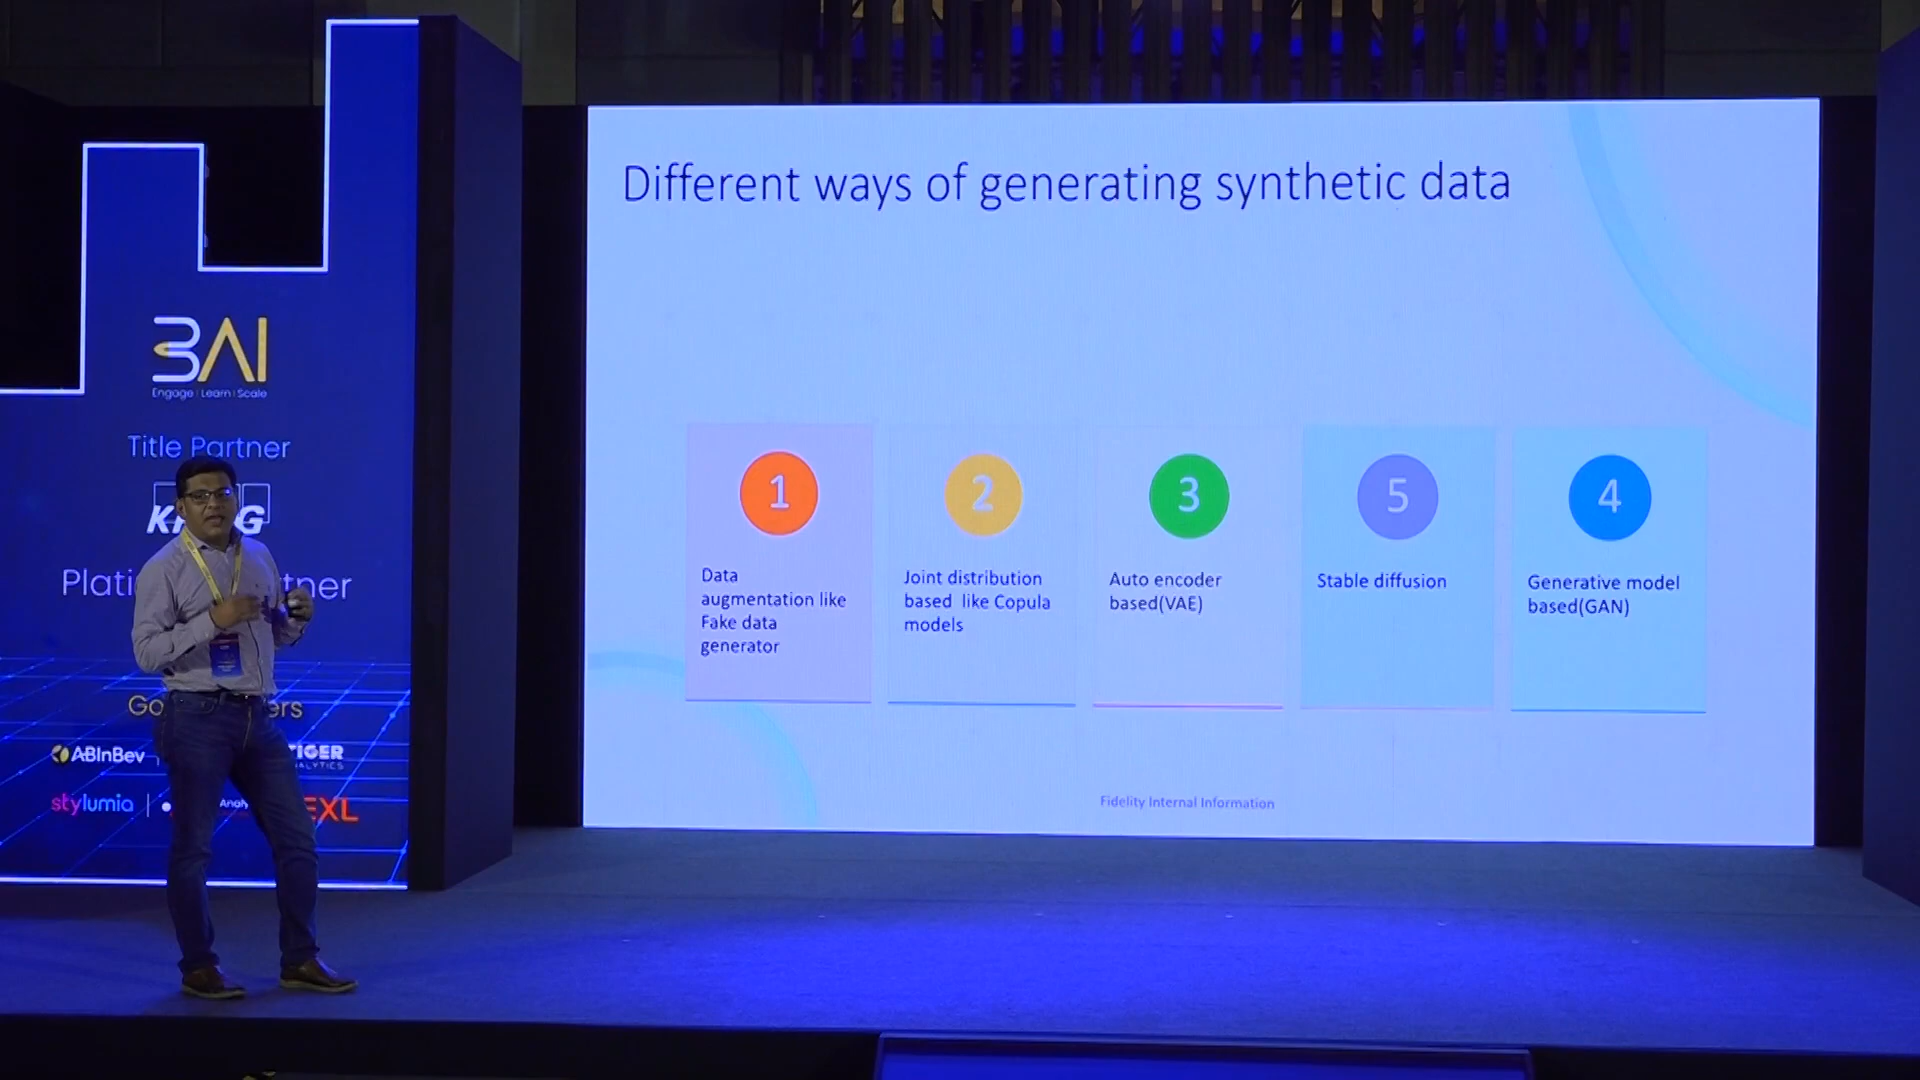 3AI
Engage | Learn | Scale
Title Partner
Different ways of generating synthetic data
1
Data
augmentation like
Fake data
generator
2
Joint distribution
based like Copula
models
3
Auto encoder
based(VAE)
5
Stable diffusion
4
Generative model
based(GAN)
Fidelity Internal Information
ABInBev
TIGER
stylumia
EXL